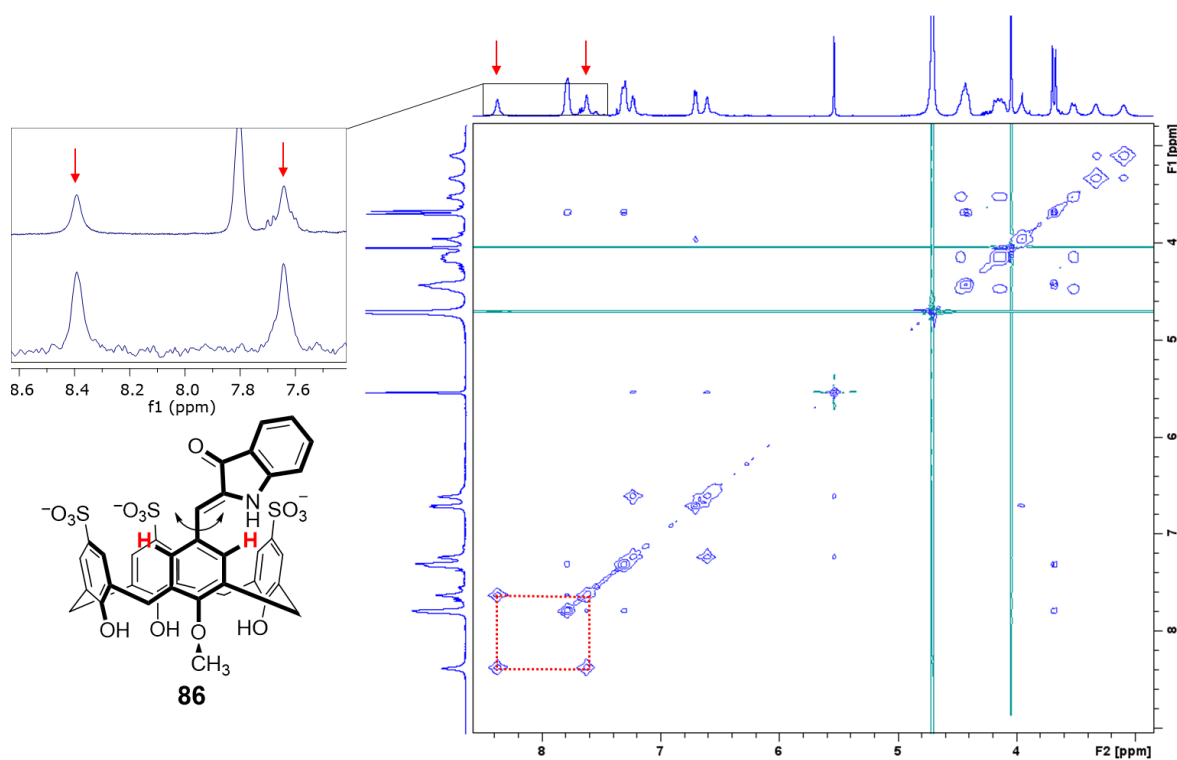 8.6 8.4 8.2 8.0 7.8 7.6
f1 (ppm)
O
N
H
⁻O₃S
⁻O₃S
SO₃⁻
H
H
OH
OH
O
HO
CH₃
86
F1 [ppm]
4
5
6
7
8
8 7 6 5 4 F2 [ppm]